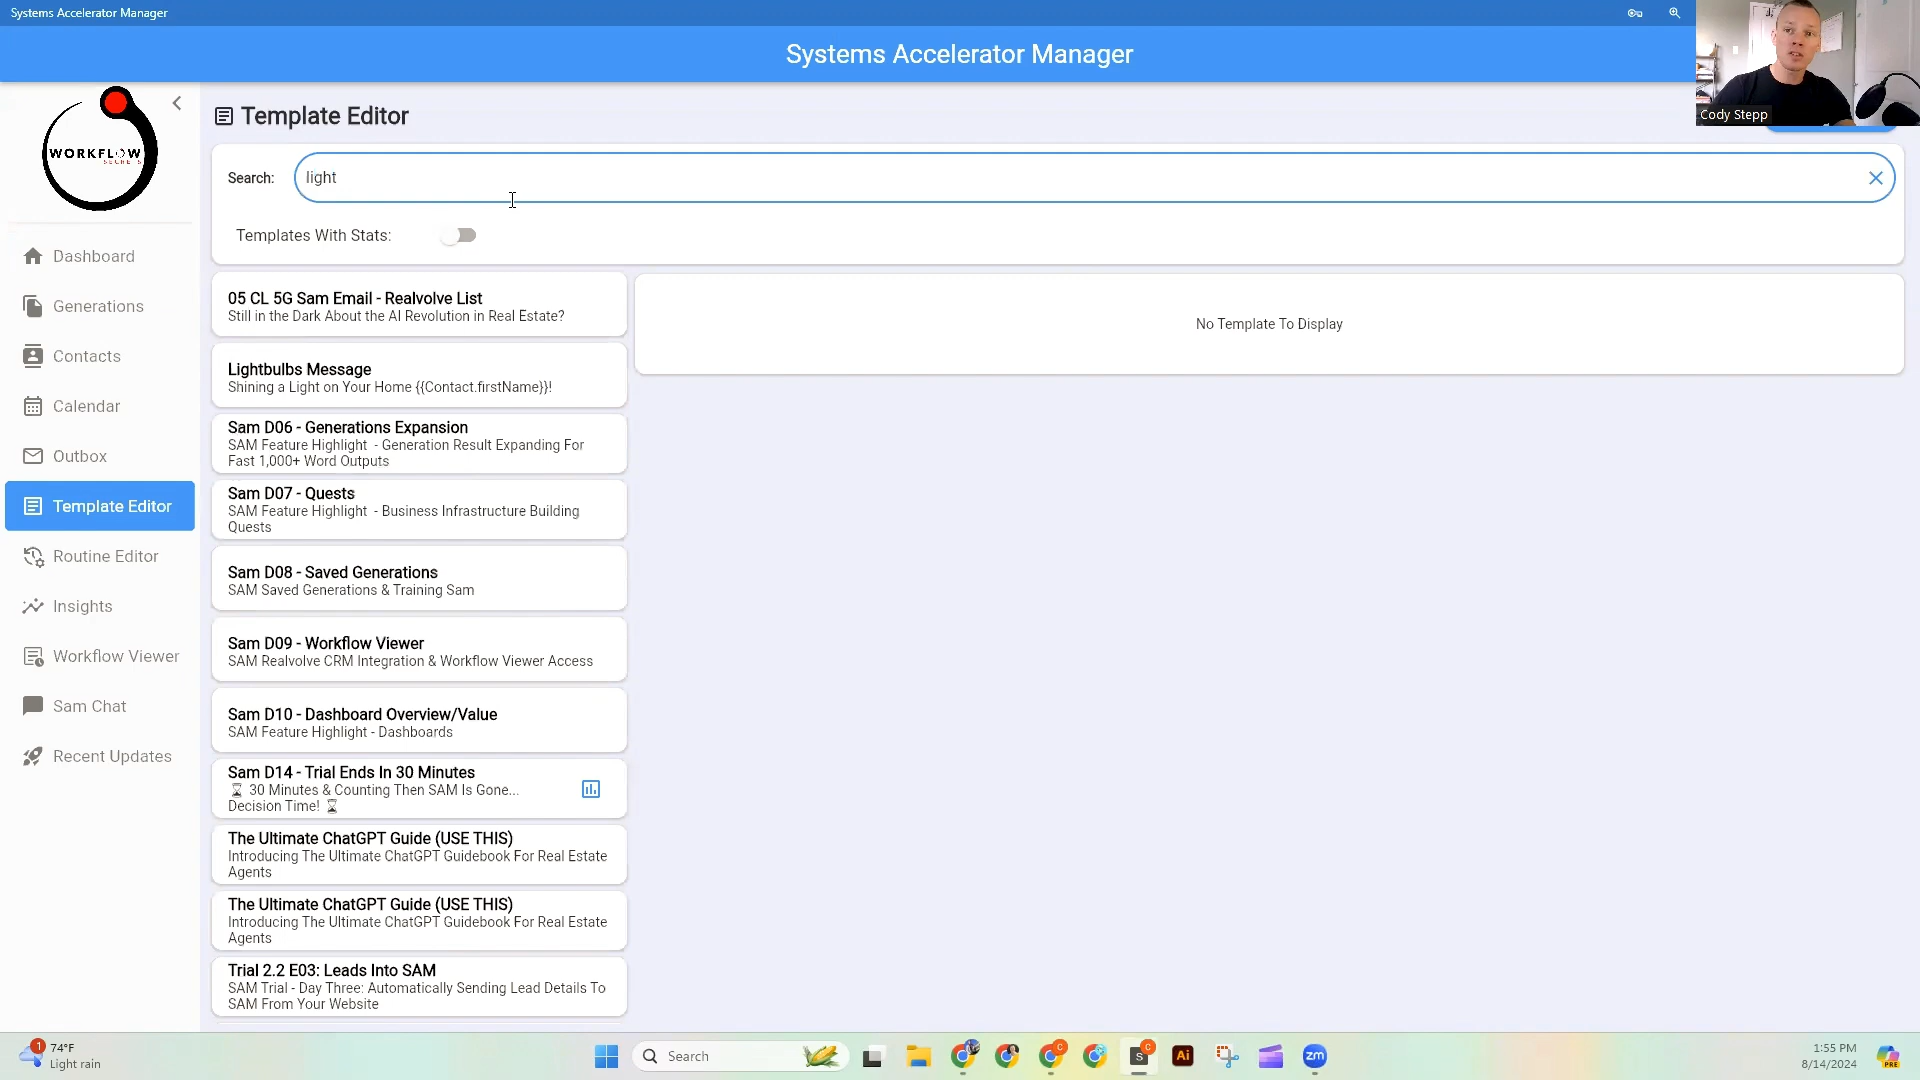 Systems Accelerator Manager
Systems Accelerator Manager
Cody Stepp
WORKFLOW
SECRETS
Dashboard
Generations
Contacts
Calendar
Outbox
Template Editor
Routine Editor
Insights
Workflow Viewer
Sam Chat
Recent Updates
Template Editor
Search: light
Templates With Stats:
05 CL 5G Sam Email - Realvolve List
Still in the Dark About the AI Revolution in Real Estate?
Lightbulbs Message
Shining a Light on Your Home {{Contact.firstName}}!
Sam D06 - Generations Expansion
SAM Feature Highlight  - Generation Result Expanding For
Fast 1,000+ Word Outputs
Sam D07 - Quests
SAM Feature Highlight  - Business Infrastructure Building
Quests
Sam D08 - Saved Generations
SAM Saved Generations & Training Sam
Sam D09 - Workflow Viewer
SAM Realvolve CRM Integration & Workflow Viewer Access
Sam D10 - Dashboard Overview/Value
SAM Feature Highlight - Dashboards
Sam D14 - Trial Ends In 30 Minutes
⌛ 30 Minutes & Counting Then SAM Is Gone...
Decision Time! ⌛
The Ultimate ChatGPT Guide (USE THIS)
Introducing The Ultimate ChatGPT Guidebook For Real Estate
Agents
The Ultimate ChatGPT Guide (USE THIS)
Introducing The Ultimate ChatGPT Guidebook For Real Estate
Agents
Trial 2.2 E03: Leads Into SAM
SAM Trial - Day Three: Automatically Sending Lead Details To
SAM From Your Website
No Template To Display
1
74°F
Light rain
Search
C
S
C
Ai
zm
1:55 PM
8/14/2024
PRE